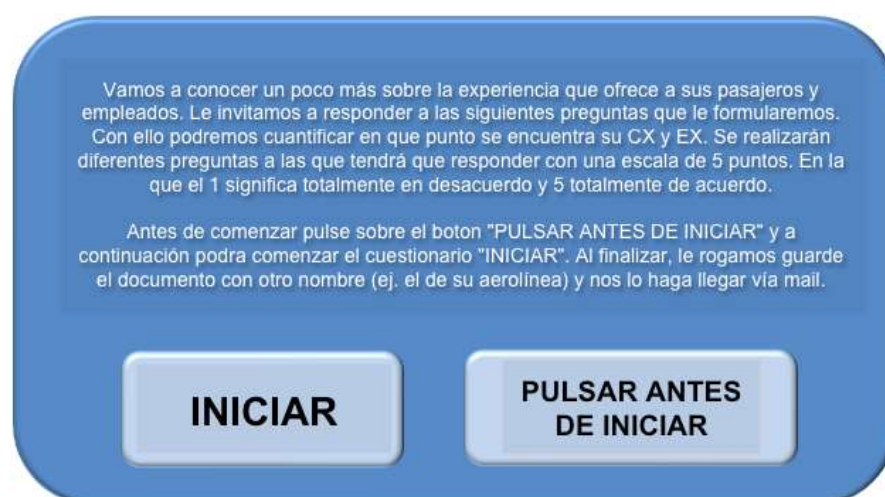 Vamos a conocer un poco más sobre la experiencia que ofrece a sus pasajeros y
empleados. Le invitamos a responder a las siguientes preguntas que le formularemos.
Con ello podremos cuantificar en que punto se encuentra su CX y EX. Se realizarán
diferentes preguntas a las que tendrá que responder con una escala de 5 puntos. En la
que el 1 significa totalmente en desacuerdo y 5 totalmente de acuerdo.
Antes de comenzar pulse sobre el boton "PULSAR ANTES DE INICIAR" y a
continuación podra comenzar el cuestionario "INICIAR". Al finalizar, le rogamos guarde
el documento con otro nombre (ej. el de su aerolínea) y nos lo haga llegar vía mail.
INICIAR
PULSAR ANTES
DE INICIAR